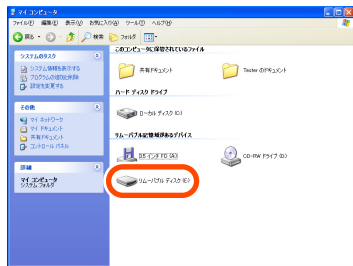 マイ コンピュータ
ファイル(F) 編集(E) 表示(V) お気に入り(A) ツール(T) ヘルプ(H)
戻る 検索 フォルダ
システムのタスク
システム情報を表示する
プログラムの追加と削除
設定を変更する
その他
マイ ネットワーク
マイ ドキュメント
共有ドキュメント
コントロール パネル
詳細
マイ コンピュータ
システム フォルダ
このコンピュータに保存されているファイル
共有ドキュメント
Tester のドキュメント
ハード ディスク ドライブ
ローカル ディスク (C)
リムーバブル記憶域があるデバイス
3.5 インチ FD (A)
CD-RW ドライブ (D)
リムーバブル ディスク (E)